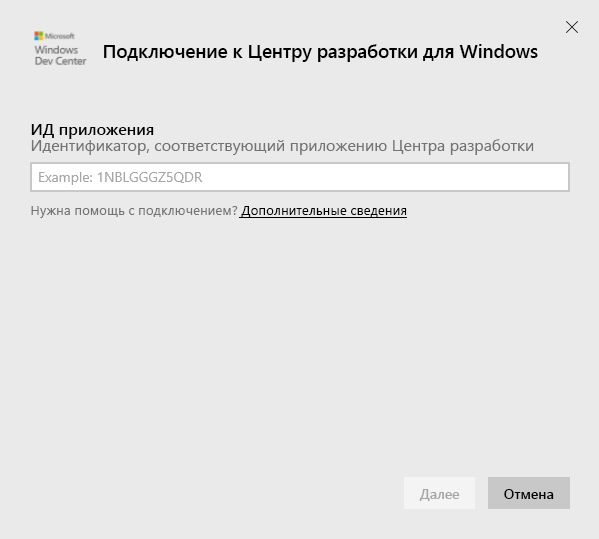 Microsoft
Windows
Dev Center
Подключение к Центру разработки для Windows
ИД приложения
Идентификатор, соответствующий приложению Центра разработки
Example: 1NBLGGGZ5QDR
Нужна помощь с подключением? Дополнительные сведения
Далее
Отмена